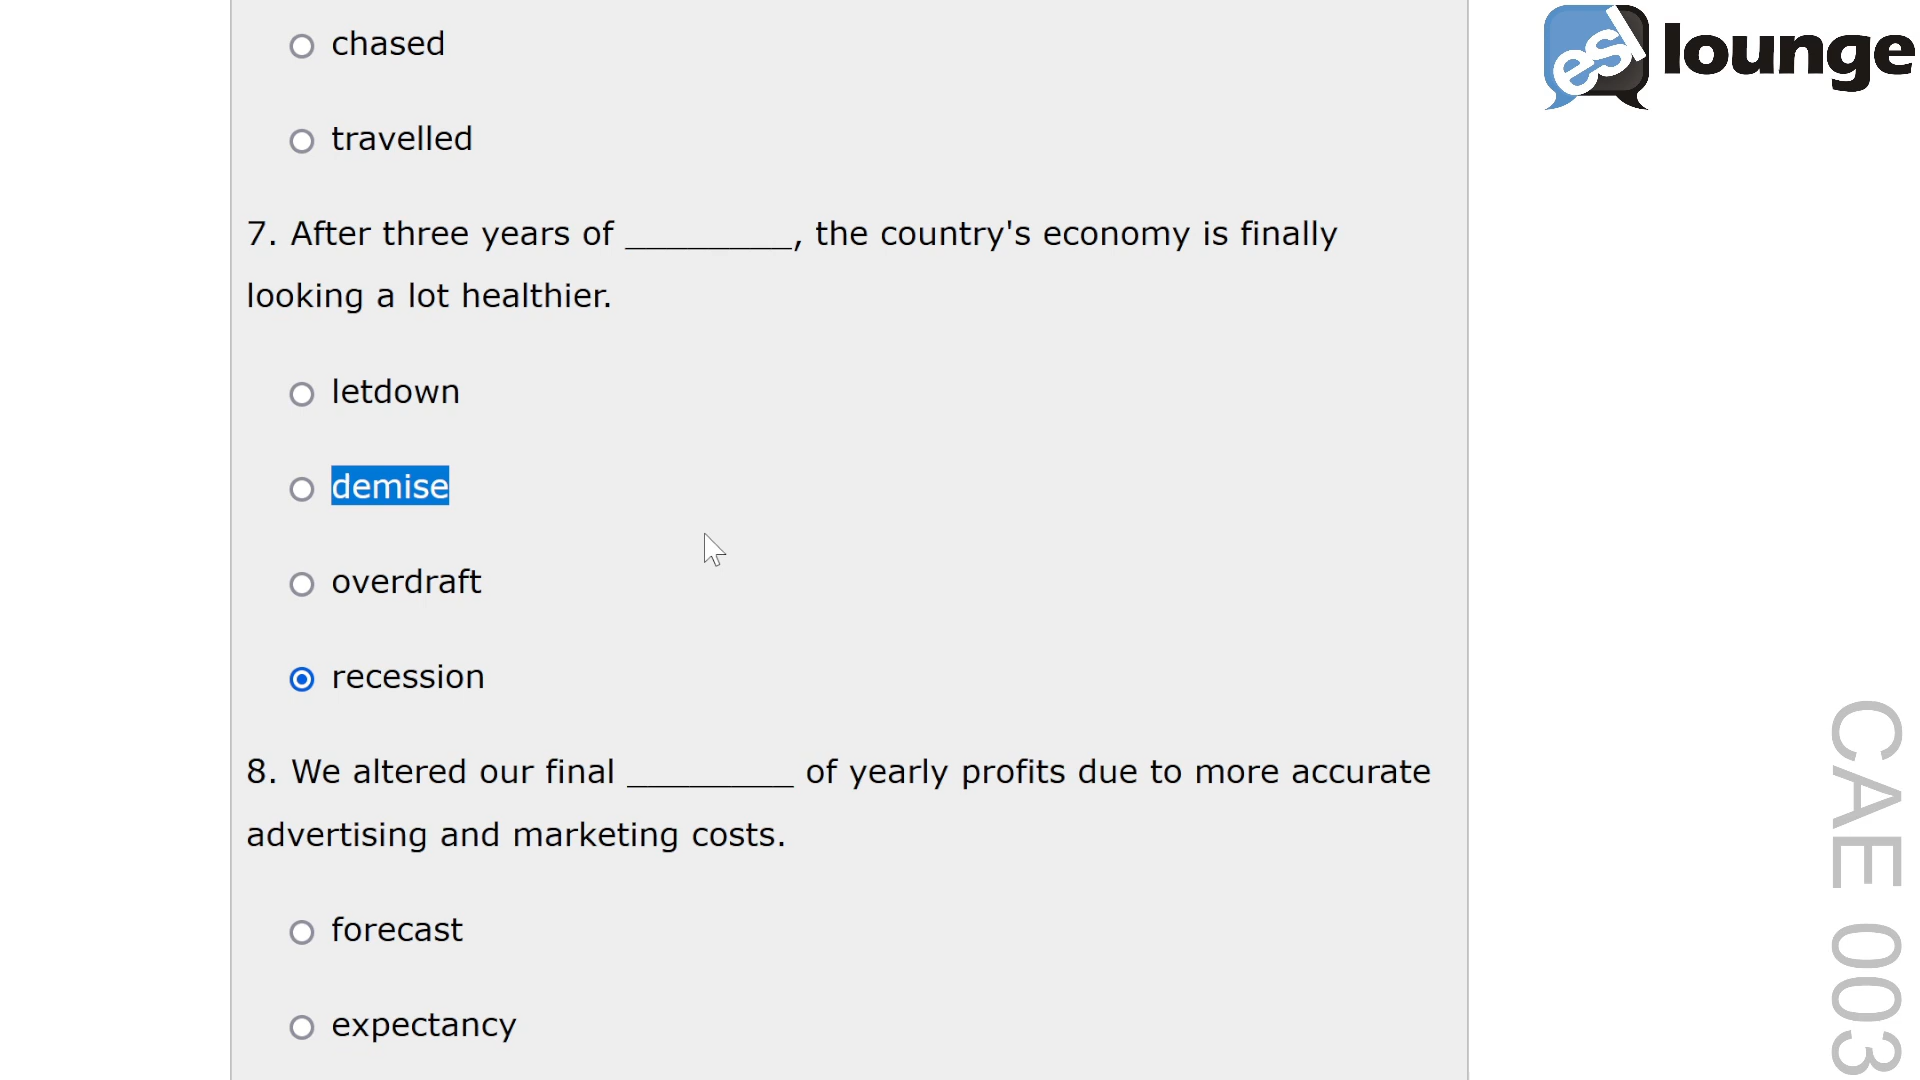 esl lounge
chased
travelled
7. After three years of __________, the country's economy is finally
looking a lot healthier.
letdown
demise
overdraft
recession
8. We altered our final __________ of yearly profits due to more accurate
advertising and marketing costs.
forecast
expectancy
CAE 003